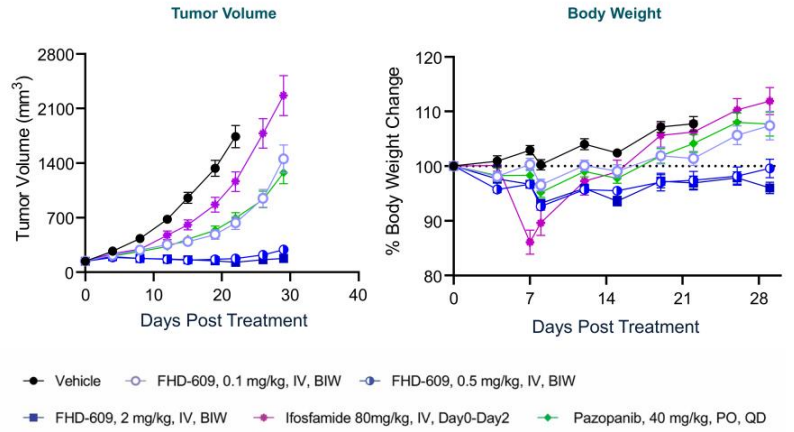 Tumor Volume
Body Weight
Tumor Volume (mm³)
2800
2100
1400
700
0
0
10
20
30
40
Days Post Treatment
% Body Weight Change
120
110
100
90
80
0
7
14
21
28
Days Post Treatment
Vehicle
FHD-609, 0.1 mg/kg, IV, BIW
FHD-609, 0.5 mg/kg, IV, BIW
FHD-609, 2 mg/kg, IV, BIW
Ifosfamide 80mg/kg, IV, Day0-Day2
Pazopanib, 40 mg/kg, PO, QD